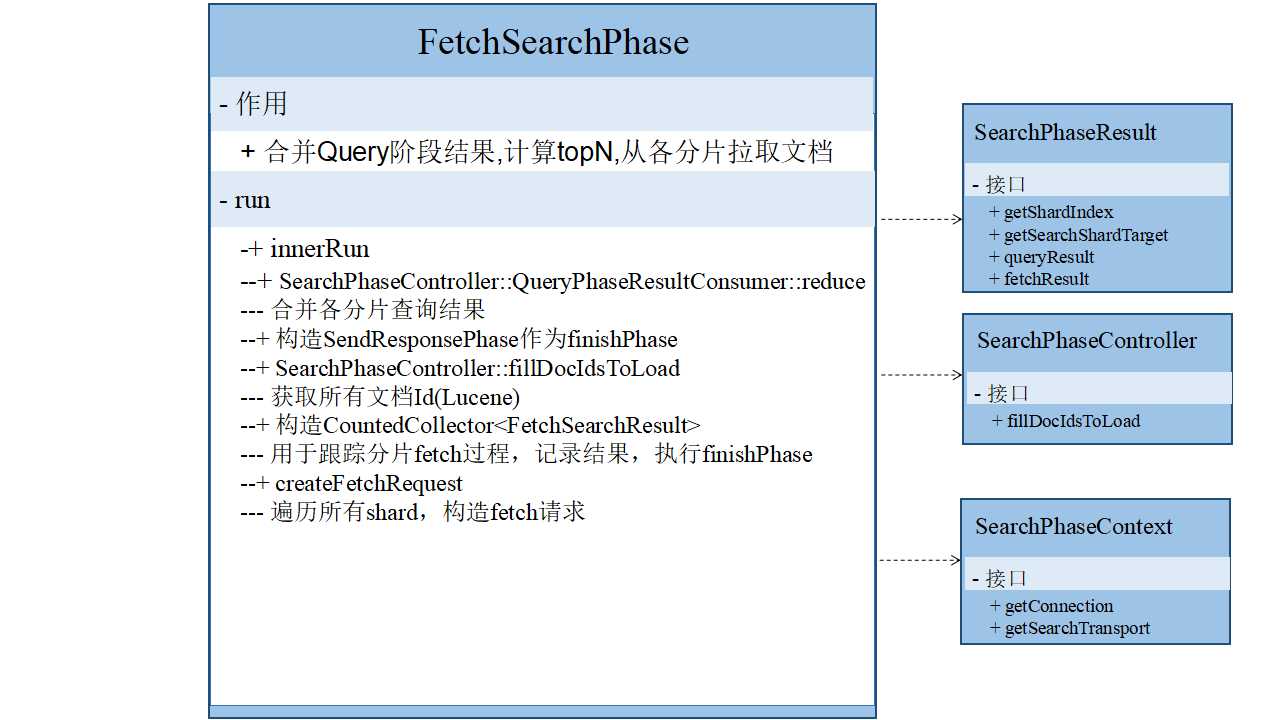 FetchSearchPhase
- 作用
+ 合并Query阶段结果,计算topN,从各分片拉取文档
- run
-+ innerRun
--+ SearchPhaseController::QueryPhaseResultConsumer::reduce
--- 合并各分片查询结果
--+ 构造SendResponsePhase作为finishPhase
--+ SearchPhaseController::fillDocIdsToLoad
--- 获取所有文档Id(Lucene)
--+ 构造CountedCollector<FetchSearchResult>
--- 用于跟踪分片fetch过程，记录结果，执行finishPhase
--+ createFetchRequest
--- 遍历所有shard，构造fetch请求
SearchPhaseResult
- 接口
+ getShardIndex
+ getSearchShardTarget
+ queryResult
+ fetchResult
SearchPhaseController
- 接口
+ fillDocIdsToLoad
SearchPhaseContext
- 接口
+ getConnection
+ getSearchTransport